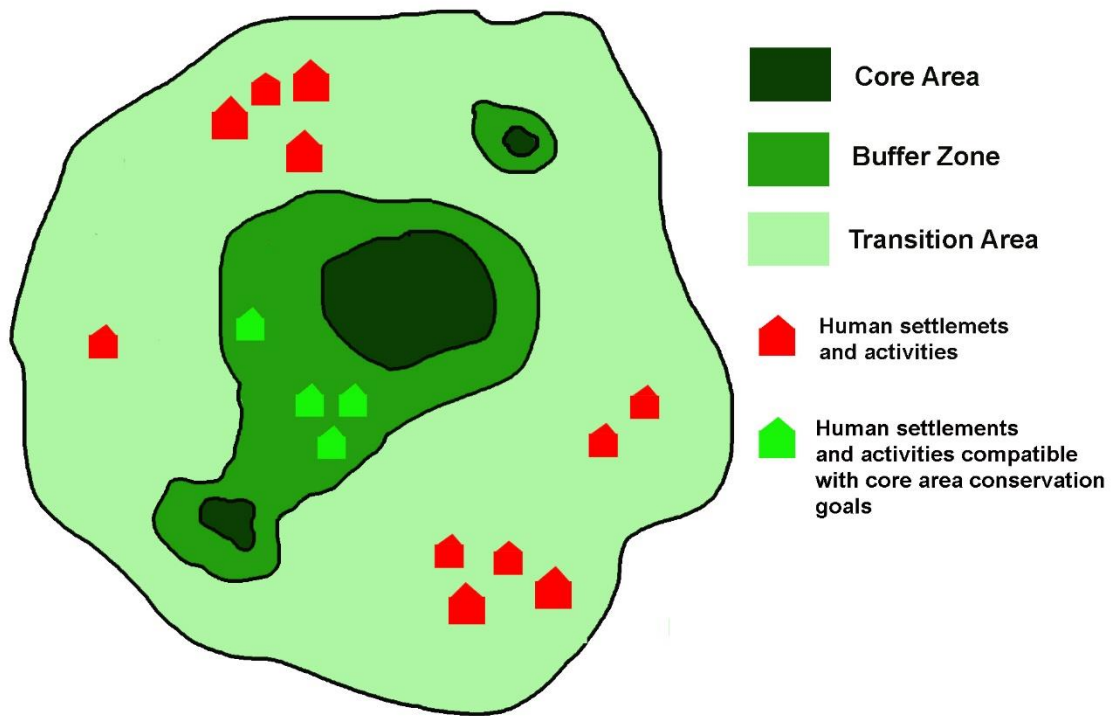 Core Area
Buffer Zone
Transition Area
Human settlemets
and activities
Human settlements
and activities compatible
with core area conservation
goals